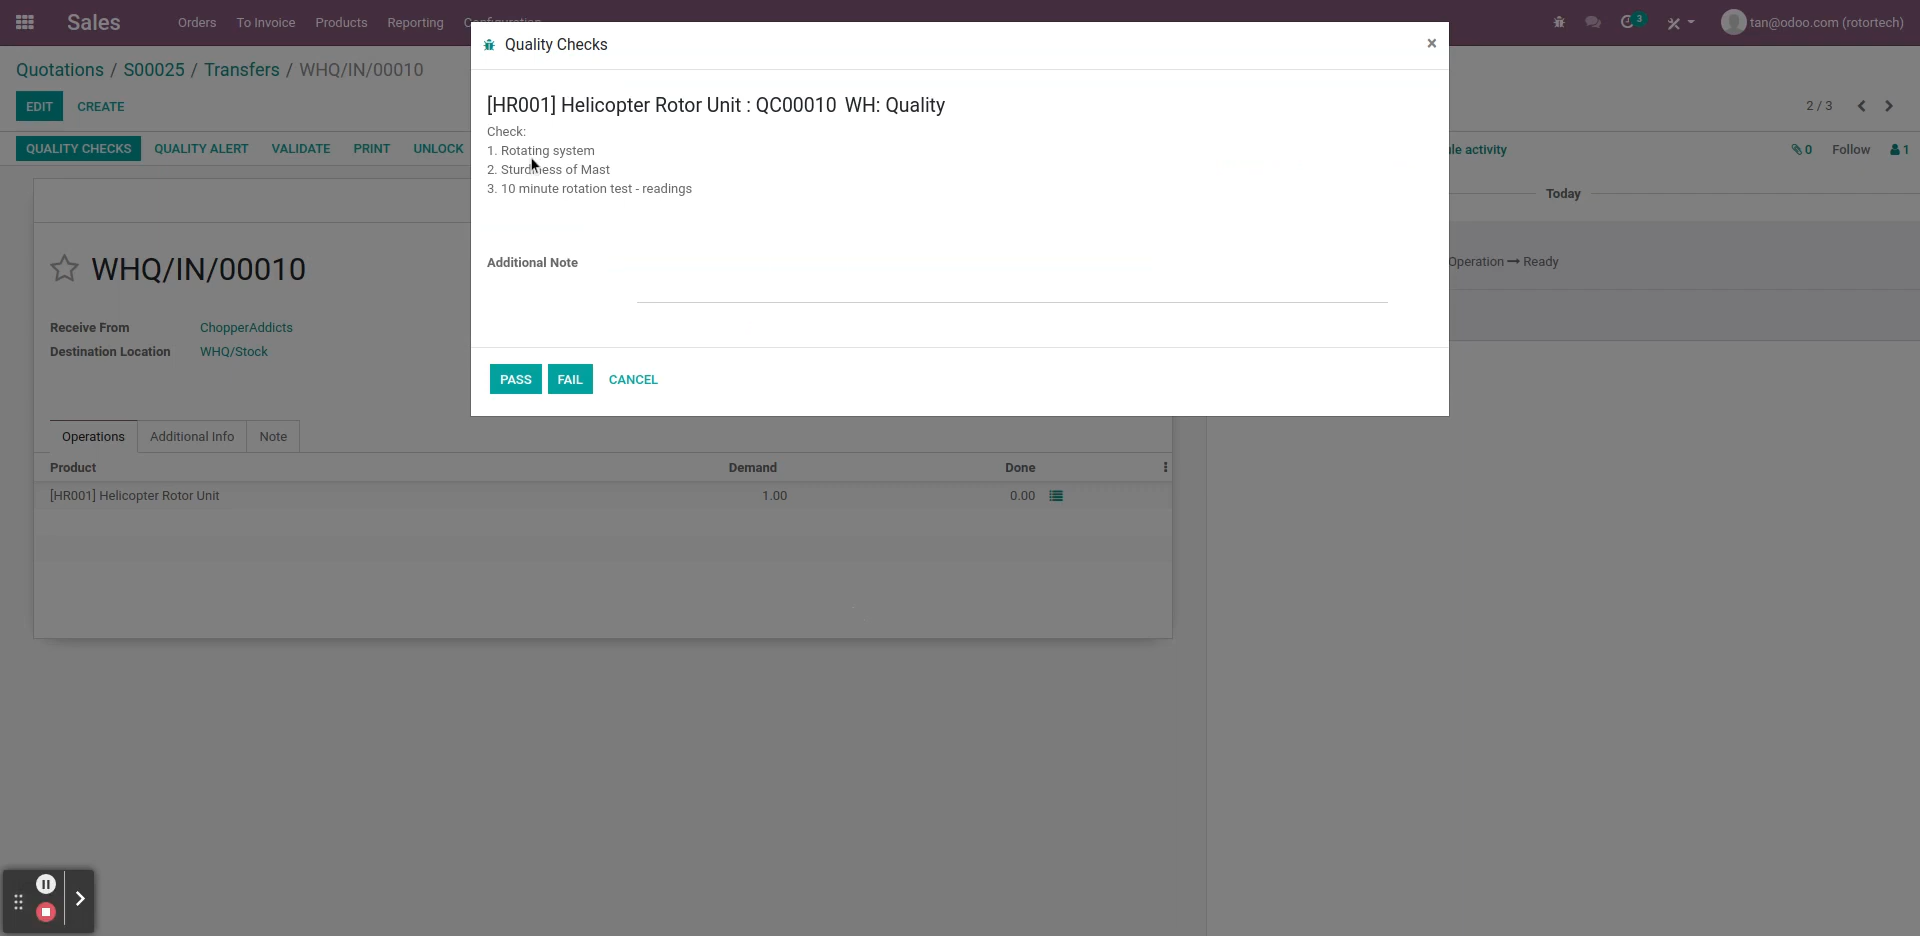 Sales Orders To Invoice Products Reporting Configuration 3 tan@odoo.com (rotortech)
Quotations / S00025 / Transfers / WHQ/IN/00010
EDIT CREATE 2 / 3
QUALITY CHECKS QUALITY ALERT VALIDATE PRINT UNLOCK activity 0 Follow 1
Quality Checks ×
[HR001] Helicopter Rotor Unit : QC00010 WH: Quality
Check:
1. Rotating system
2. Sturdiness of Mast
3. 10 minute rotation test - readings
Additional Note
PASS FAIL CANCEL
Today
Operation → Ready
WHQ/IN/00010
Receive From ChopperAddicts
Destination Location WHQ/Stock
Operations Additional Info Note
Product Demand Done
[HR001] Helicopter Rotor Unit 1.00 0.00